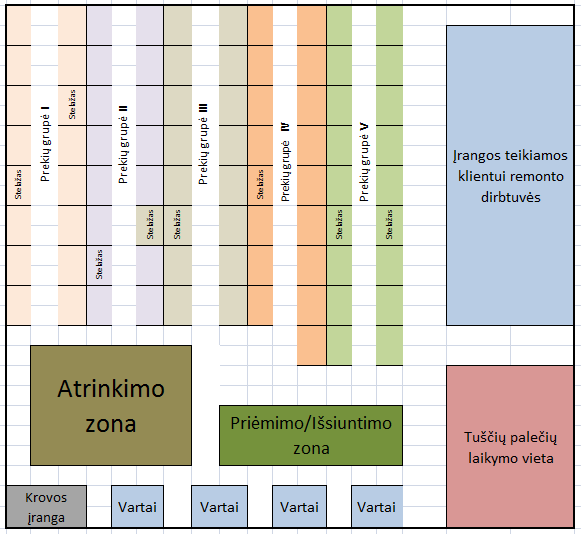 Stelažas
Prekių grupė I
Stelažas
Stelažas
Prekių grupė II
Stelažas
Stelažas
Prekių grupė III
Stelažas
Prekių grupė IV
Stelažas
Prekių grupė V
Stelažas
Įrangos teikiamos
klientui remonto
dirbtuvės
Atrinkimo
zona
Priėmimo/Išsiuntimo
zona
Tuščių palečių
laikymo vieta
Krovos
įranga
Vartai
Vartai
Vartai
Vartai